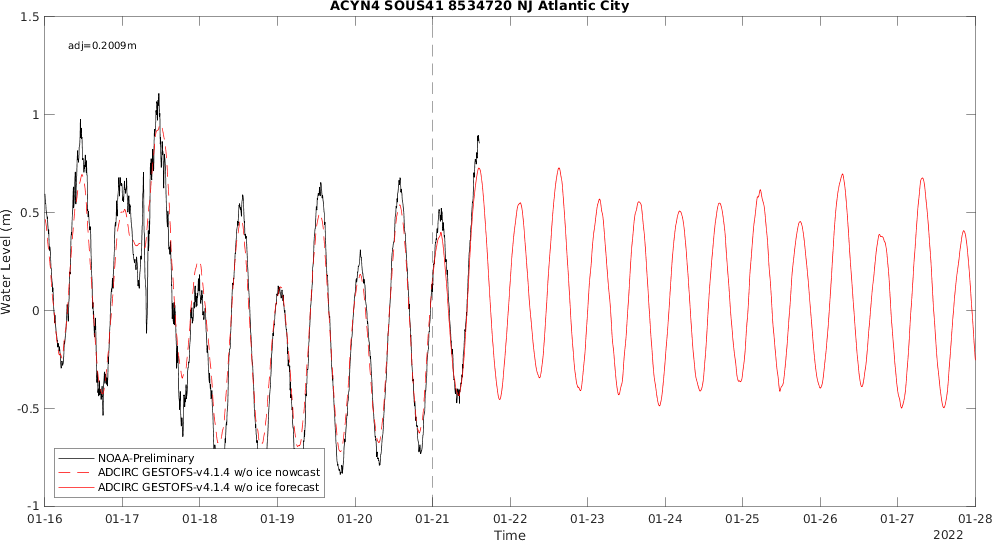 ACYN4 SOUS41 8534720 NJ Atlantic City
1.5
adj=0.2009m
1
0.5
0
-0.5
-1
Water Level (m)
NOAA-Preliminary
ADCIRC GESTOFS-v4.1.4 w/o ice nowcast
ADCIRC GESTOFS-v4.1.4 w/o ice forecast
01-16 01-17 01-18 01-19 01-20 01-21 01-22 01-23 01-24 01-25 01-26 01-27 01-28
Time
2022